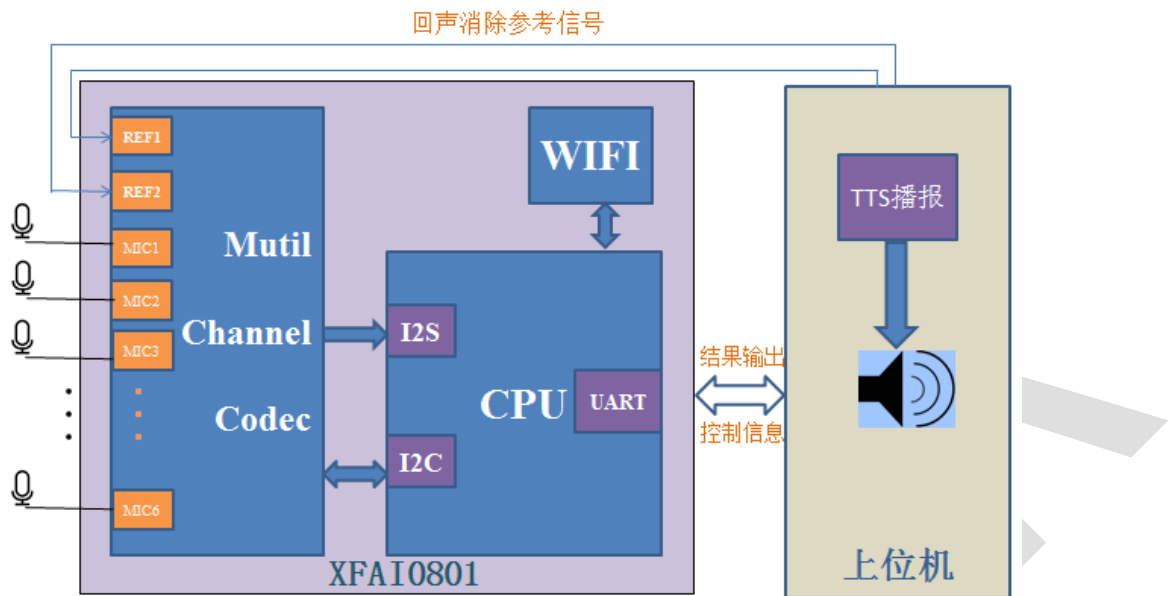 回声消除参考信号
REF1
REF2
MIC1
MIC2
MIC3
MIC6
Mutil
Channel
Codec
WIFI
I2S
I2C
CPU
UART
XFAI0801
结果输出
控制信息
TTS播报
上位机